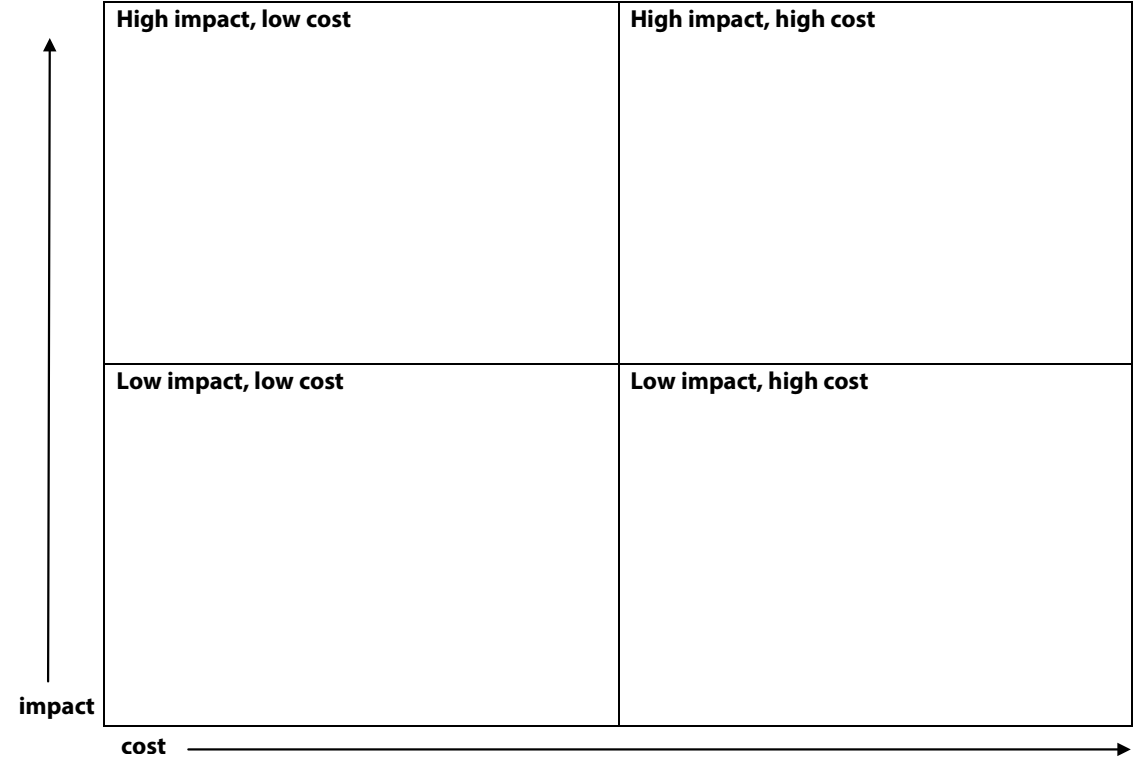 High impact, low cost
High impact, high cost
Low impact, low cost
Low impact, high cost
impact
cost